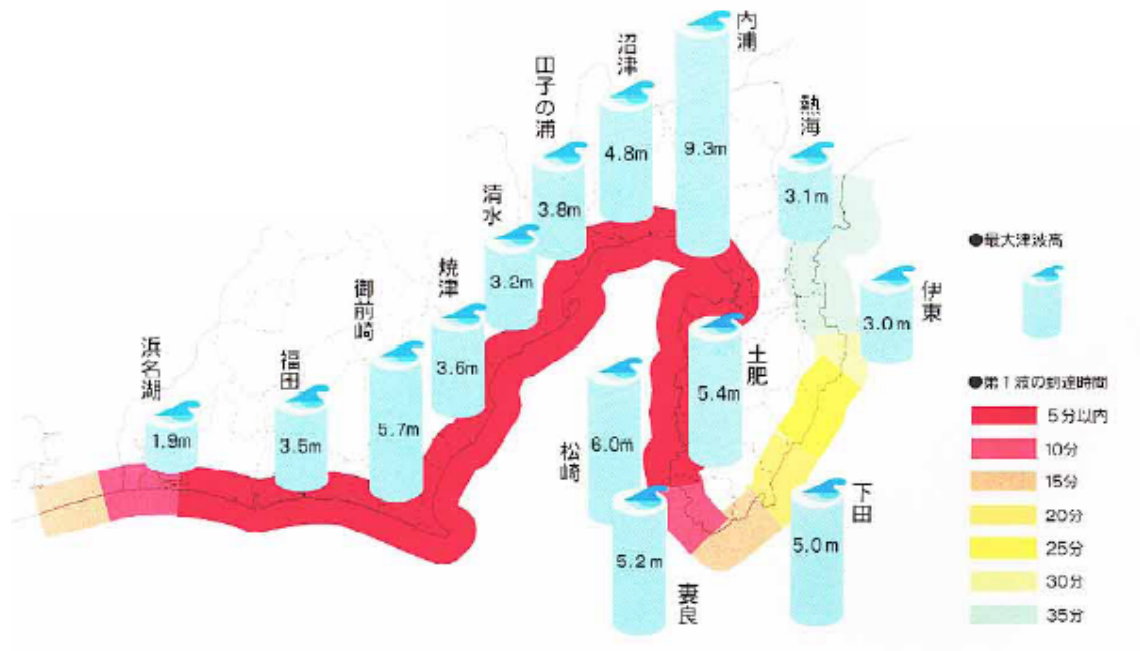 内浦
9.3m
沼津
4.8m
田子の浦
3.8m
熱海
3.1m
清水
3.2m
焼津
3.6m
御前崎
5.7m
福田
3.5m
浜名湖
1.9m
土肥
5.4m
松崎
6.0m
妻良
5.2m
下田
5.0m
伊東
3.0m
●最大津波高
●第1波の到達時間
5分以内
10分
15分
20分
25分
30分
35分